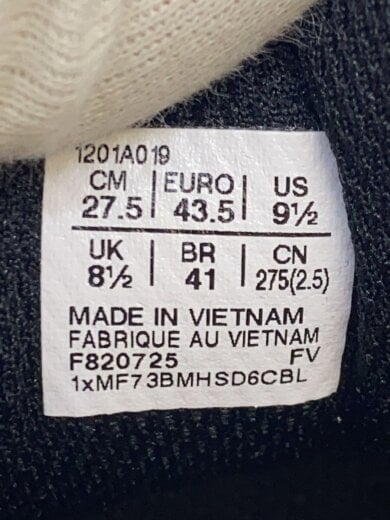 1201A019
CM EURO US
27.5 43.5 9½
UK BR CN
8½ 41 275(2.5)
MADE IN VIETNAM
FABRIQUE AU VIETNAM
F820725 FV
1xMF73BMHSD6CBL